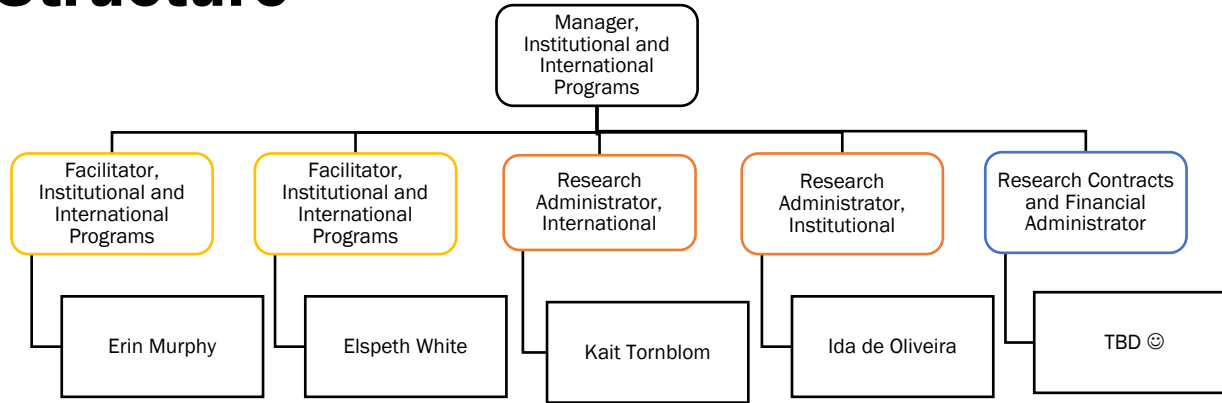 Structure
Manager,
Institutional and
International
Programs
Facilitator,
Institutional and
International
Programs
Facilitator,
Institutional and
International
Programs
Research
Administrator,
International
Research
Administrator,
Institutional
Research Contracts
and Financial
Administrator
Erin Murphy
Elspeth White
Kait Tornblom
Ida de Oliveira
TBD ☺